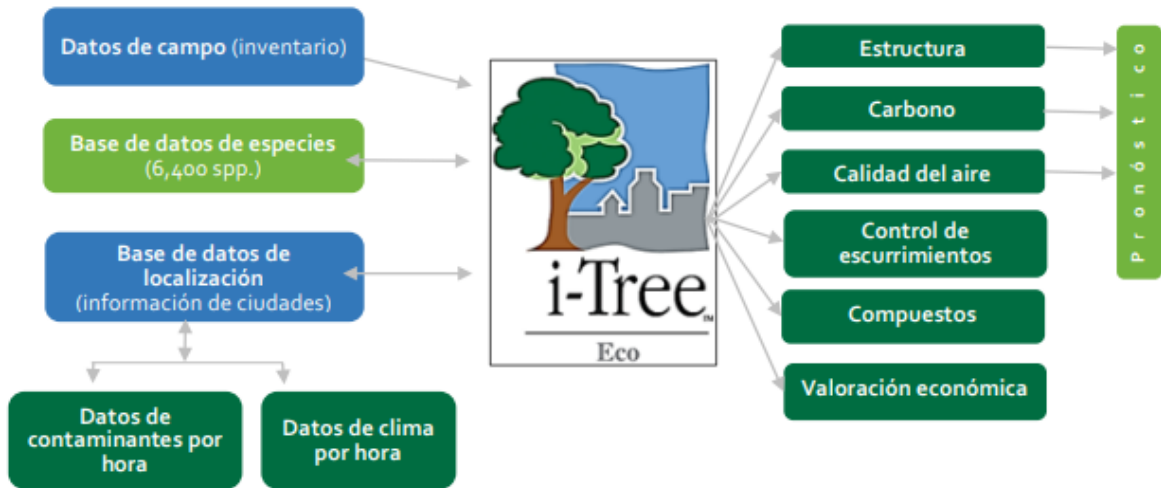 Datos de campo (inventario)
Base de datos de especies
(6,400 spp.)
Base de datos de
localización
(información de ciudades)
Datos de
contaminantes por
hora
Datos de clima
por hora
i-Tree™
Eco
Estructura
Carbono
Calidad del aire
Control de
escurrimientos
Compuestos
Valoración económica
Pronóstico